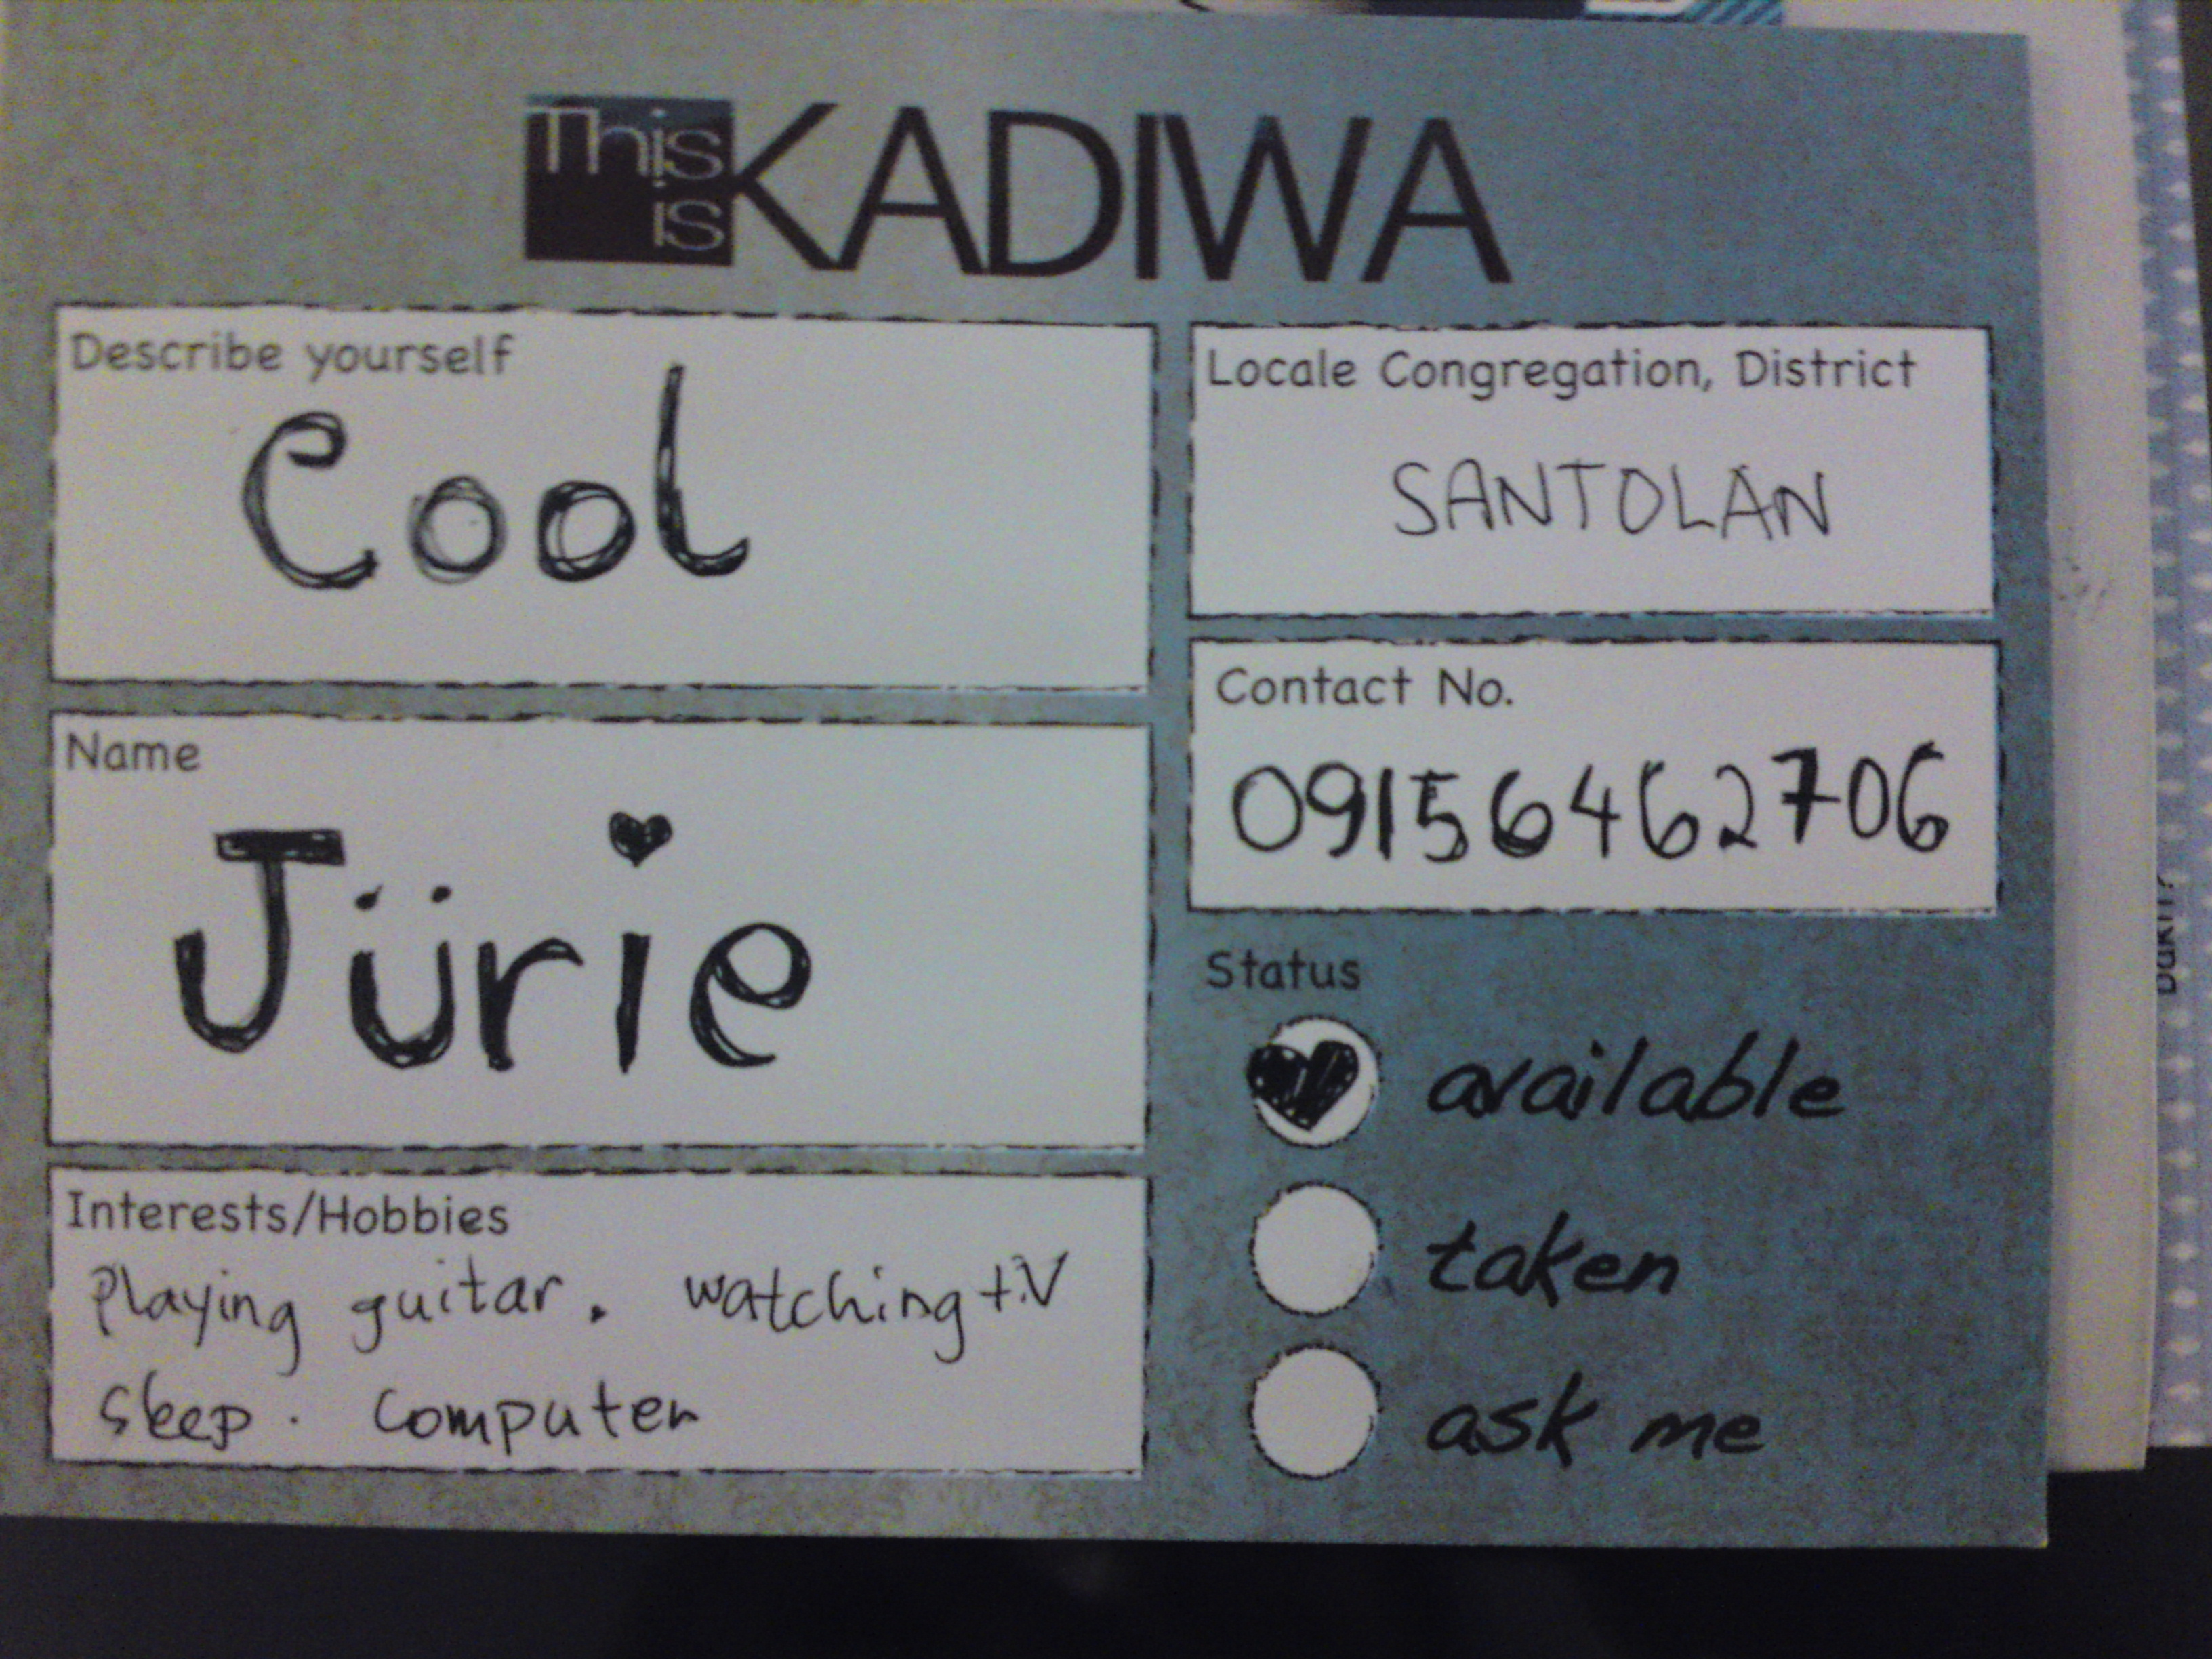 This
is KADIWA
Describe yourself
Cool
Name
Jürie
Interests/Hobbies
Playing guitar. watching t.V
sleep. computer
Locale Congregation, District
SANTOLAN
Contact No.
09156462706
Status
available
taken
ask me